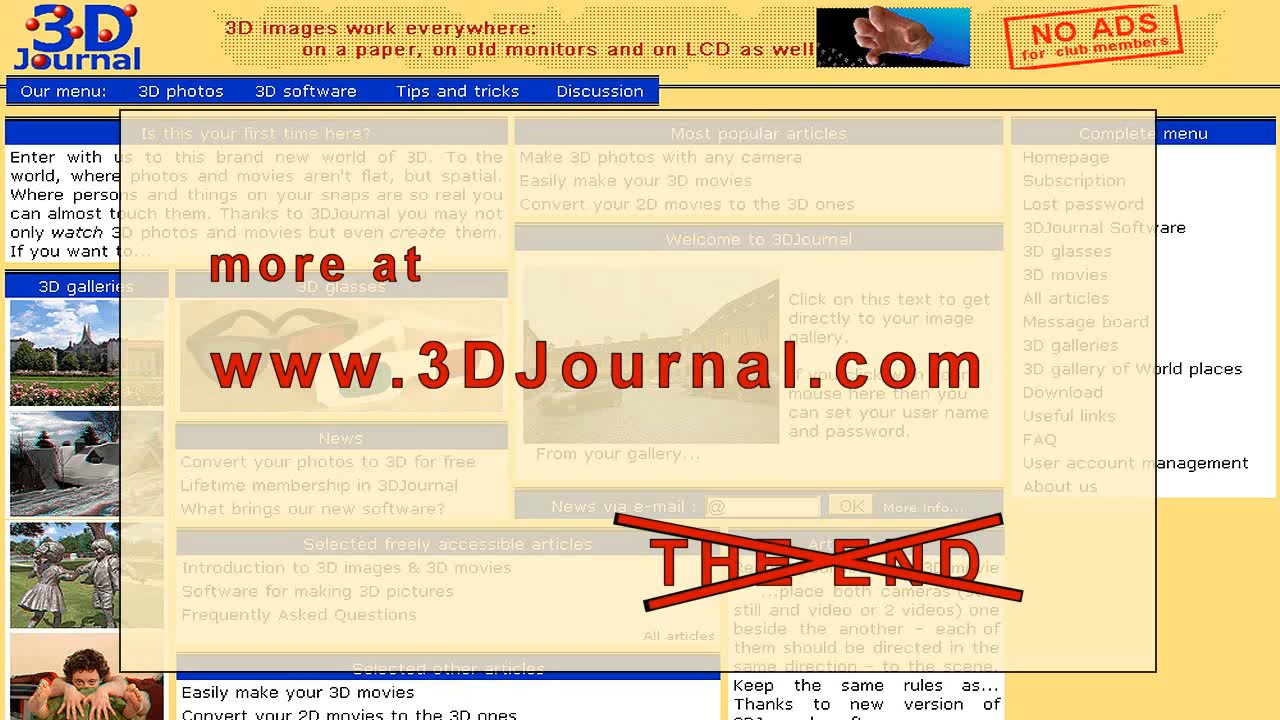 3D
Journal
3D images work everywhere:
on a paper, on old monitors and on LCD as well
NO ADS
for club members
Our menu: 3D photos 3D software Tips and tricks Discussion
Is this your first time here?
Enter with us to this brand new world of 3D. To the
world, where photos and movies aren't flat, but spatial.
Where persons and things on your snaps are so real you
can almost touch them. Thanks to 3DJournal you may not
only watch 3D photos and movies but even create them.
If you want to...
3D galleries
3D glasses
News
Convert your photos to 3D for free
Lifetime membership in 3DJournal
What brings our new software?
Most popular articles
Make 3D photos with any camera
Easily make your 3D movies
Convert your 2D movies to the 3D ones
Welcome to 3DJournal
Click on this text to get
directly to your image
gallery.
mouse here then you
can set your user name
and password.
From your gallery...
News via e-mail : @ OK More info...
Complete menu
Homepage
Subscription
Lost password
3DJournal Software
3D glasses
3D movies
All articles
Message board
3D galleries
3D gallery of World places
Download
Useful links
FAQ
User account management
About us
more at
www.3DJournal.com
THE END
Selected freely accessible articles
Introduction to 3D images & 3D movies
Software for making 3D pictures
Frequently Asked Questions
All articles
Selected other articles
Easily make your 3D movies
Convert your 2D movies to the 3D ones
...place both cameras
still and video or 2 videos) one
beside the another - each of
them should be directed in the
same direction - to the scene.
Keep the same rules as...
Thanks to new version of